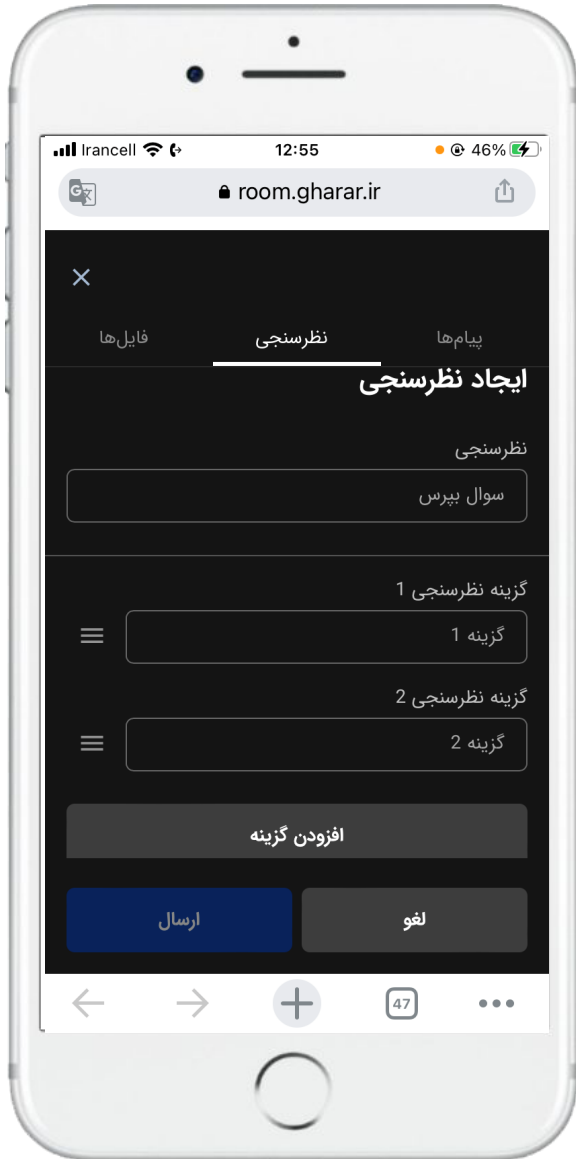 Irancell 12:55 46%
room.gharar.ir
پیام‌ها نظرسنجی فایل‌ها
ایجاد نظرسنجی
نظرسنجی
سوال بپرس
گزینه نظرسنجی 1
گزینه 1
گزینه نظرسنجی 2
گزینه 2
افزودن گزینه
لغو ارسال
47